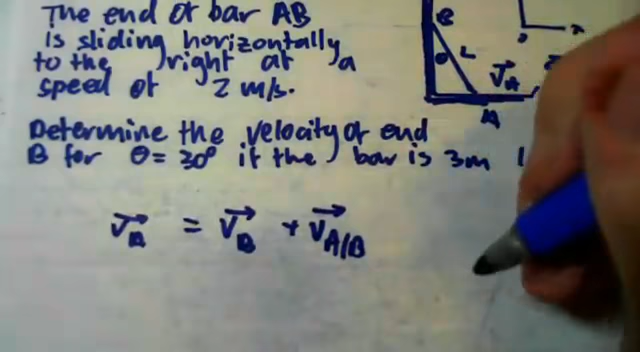 The end of bar AB
is sliding horizontally
to the right at a
speed of 2 m/s.
Determine the velocity of end
B for θ = 30° if the bar is 3m
V⃗A = V⃗B + V⃗A/B
B
θ L
V⃗A
A
x